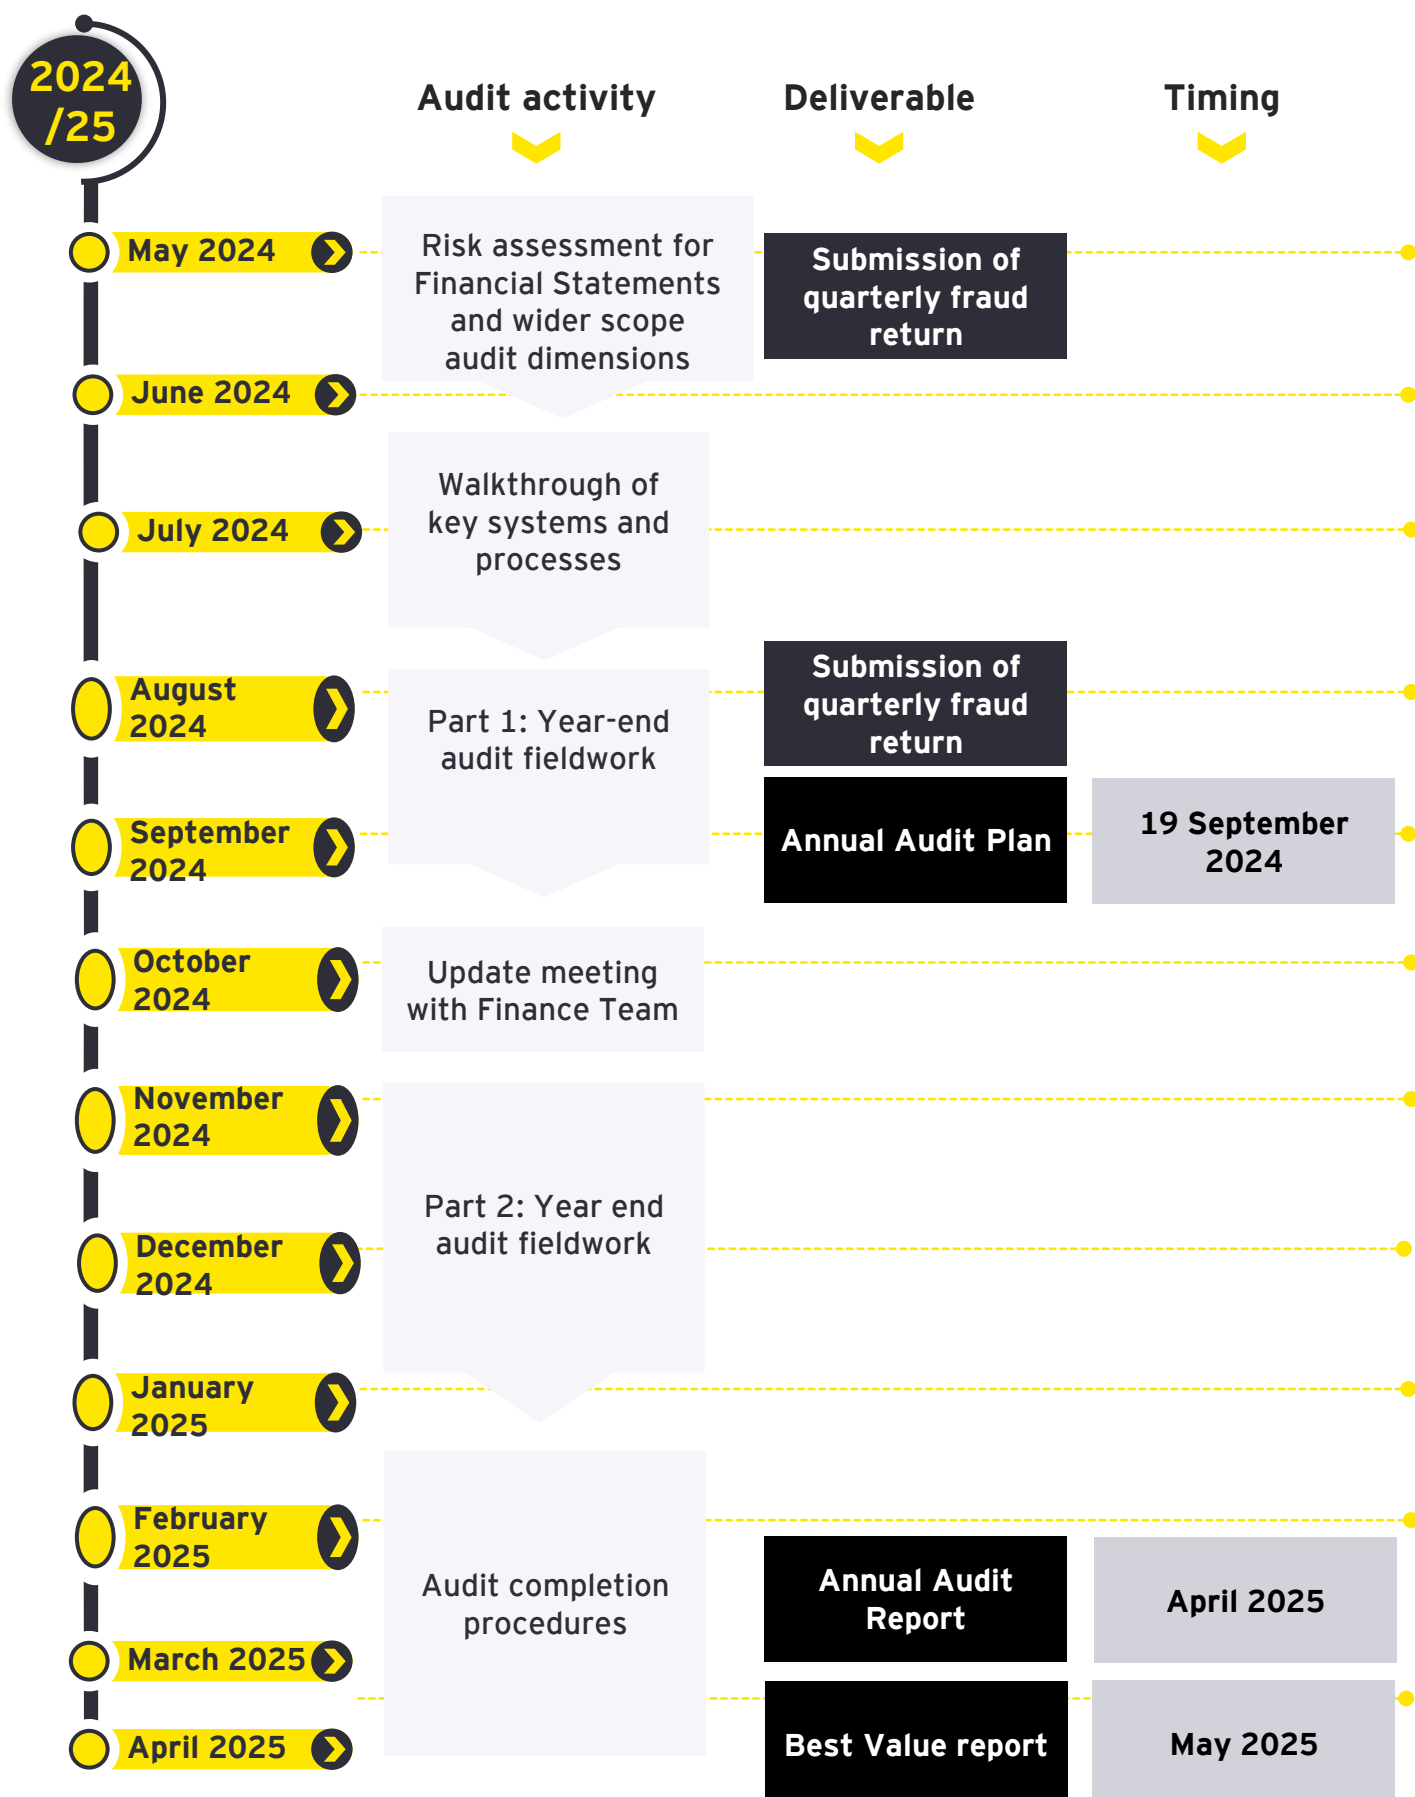 2024
/25
Audit activity
Deliverable
Timing
May 2024
Risk assessment for
Financial Statements
and wider scope
audit dimensions
Submission of
quarterly fraud
return
June 2024
July 2024
Walkthrough of
key systems and
processes
August
2024
Part 1: Year-end
audit fieldwork
Submission of
quarterly fraud
return
September
2024
Annual Audit Plan
19 September
2024
October
2024
Update meeting
with Finance Team
November
2024
Part 2: Year end
audit fieldwork
December
2024
January
2025
February
2025
Audit completion
procedures
Annual Audit
Report
April 2025
March 2025
April 2025
Best Value report
May 2025